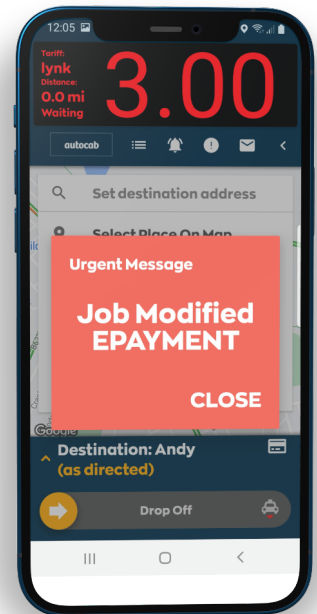 12:05
Tariff:
lynk
Distance:
0.0 mi
Waiting
3.00
autocab
Set destination address
Select Place On Map
Urgent Message
Job Modified
EPAYMENT
CLOSE
Google
Destination: Andy
(as directed)
Drop Off